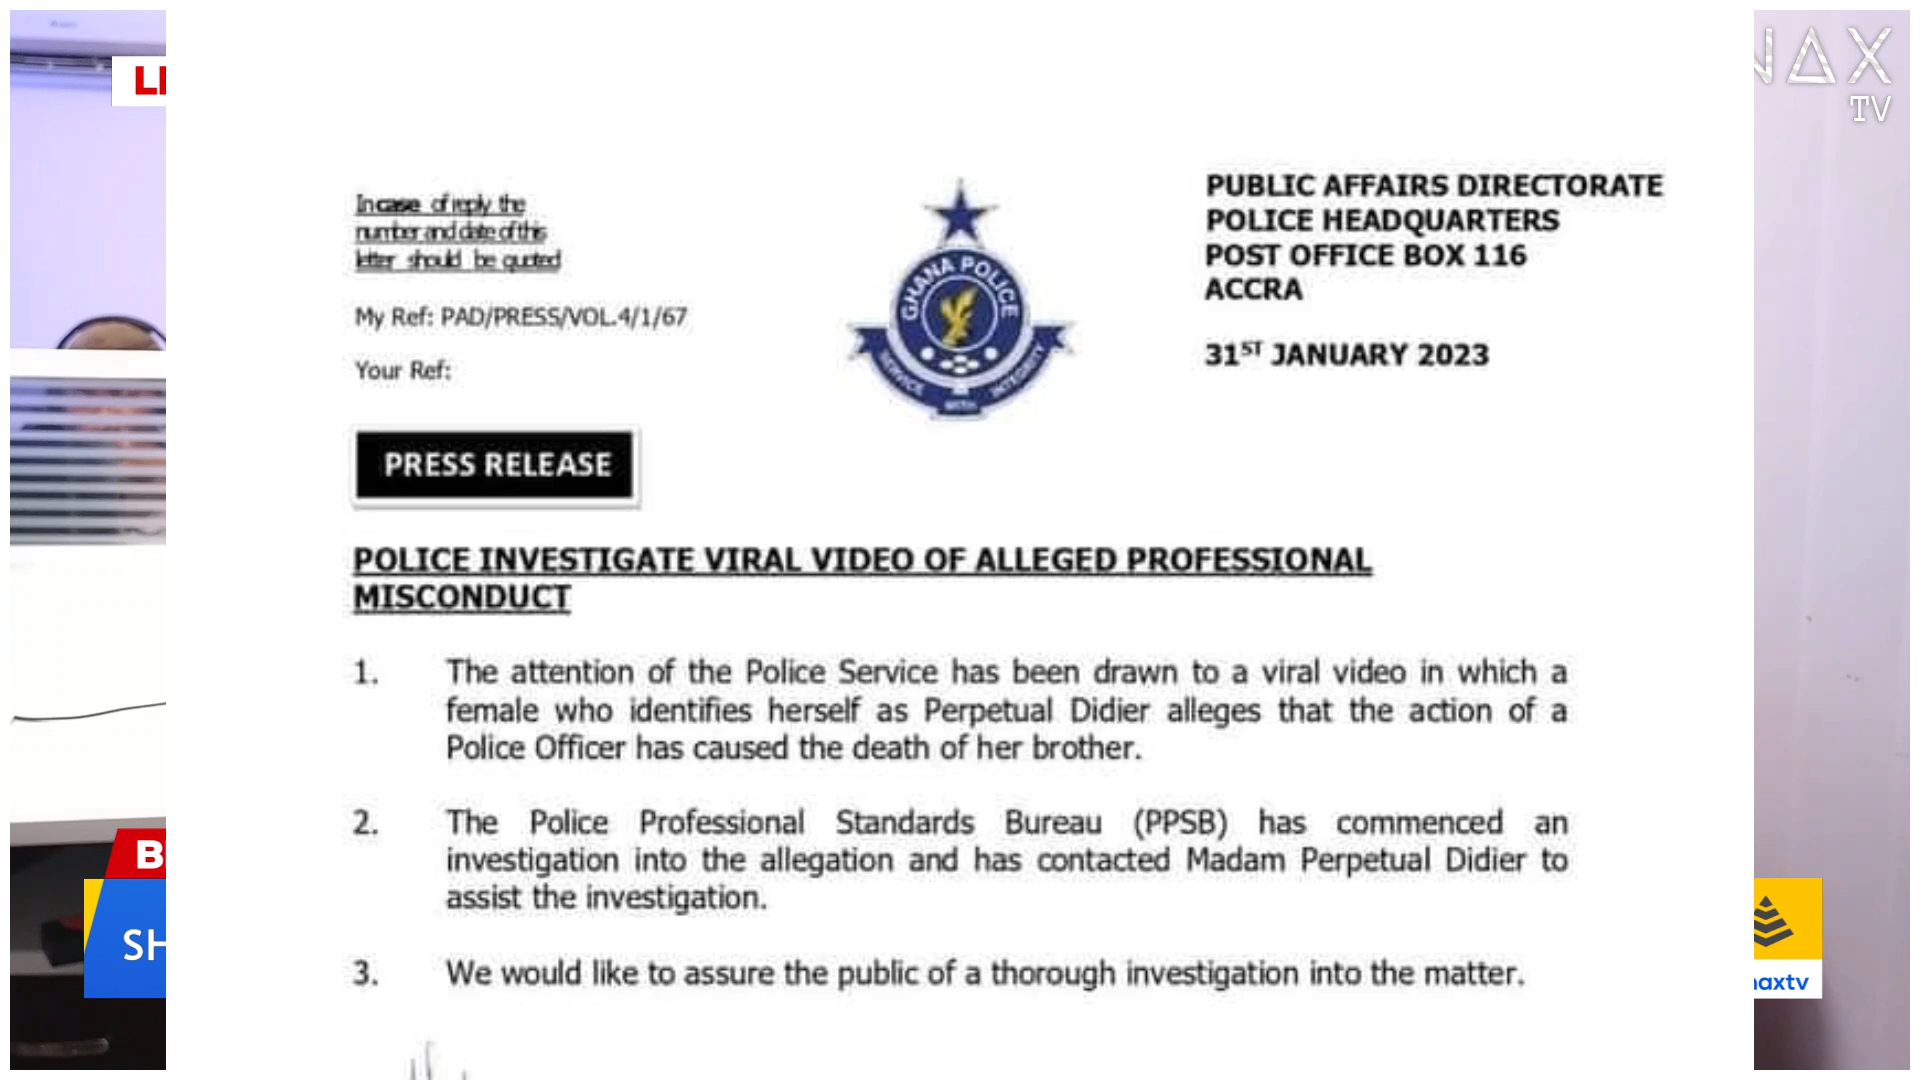 LI
NAX
TV
In case of reply the
number and date of this
letter should be quoted
My Ref: PAD/PRESS/VOL.4/1/67
Your Ref:
GHANA POLICE
SERVICE WITH INTEGRITY
PUBLIC AFFAIRS DIRECTORATE
POLICE HEADQUARTERS
POST OFFICE BOX 116
ACCRA
31ST JANUARY 2023
PRESS RELEASE
POLICE INVESTIGATE VIRAL VIDEO OF ALLEGED PROFESSIONAL
MISCONDUCT
1. The attention of the Police Service has been drawn to a viral video in which a
female who identifies herself as Perpetual Didier alleges that the action of a
Police Officer has caused the death of her brother.
2. The Police Professional Standards Bureau (PPSB) has commenced an
investigation into the allegation and has contacted Madam Perpetual Didier to
assist the investigation.
3. We would like to assure the public of a thorough investigation into the matter.
B
SH
naxtv